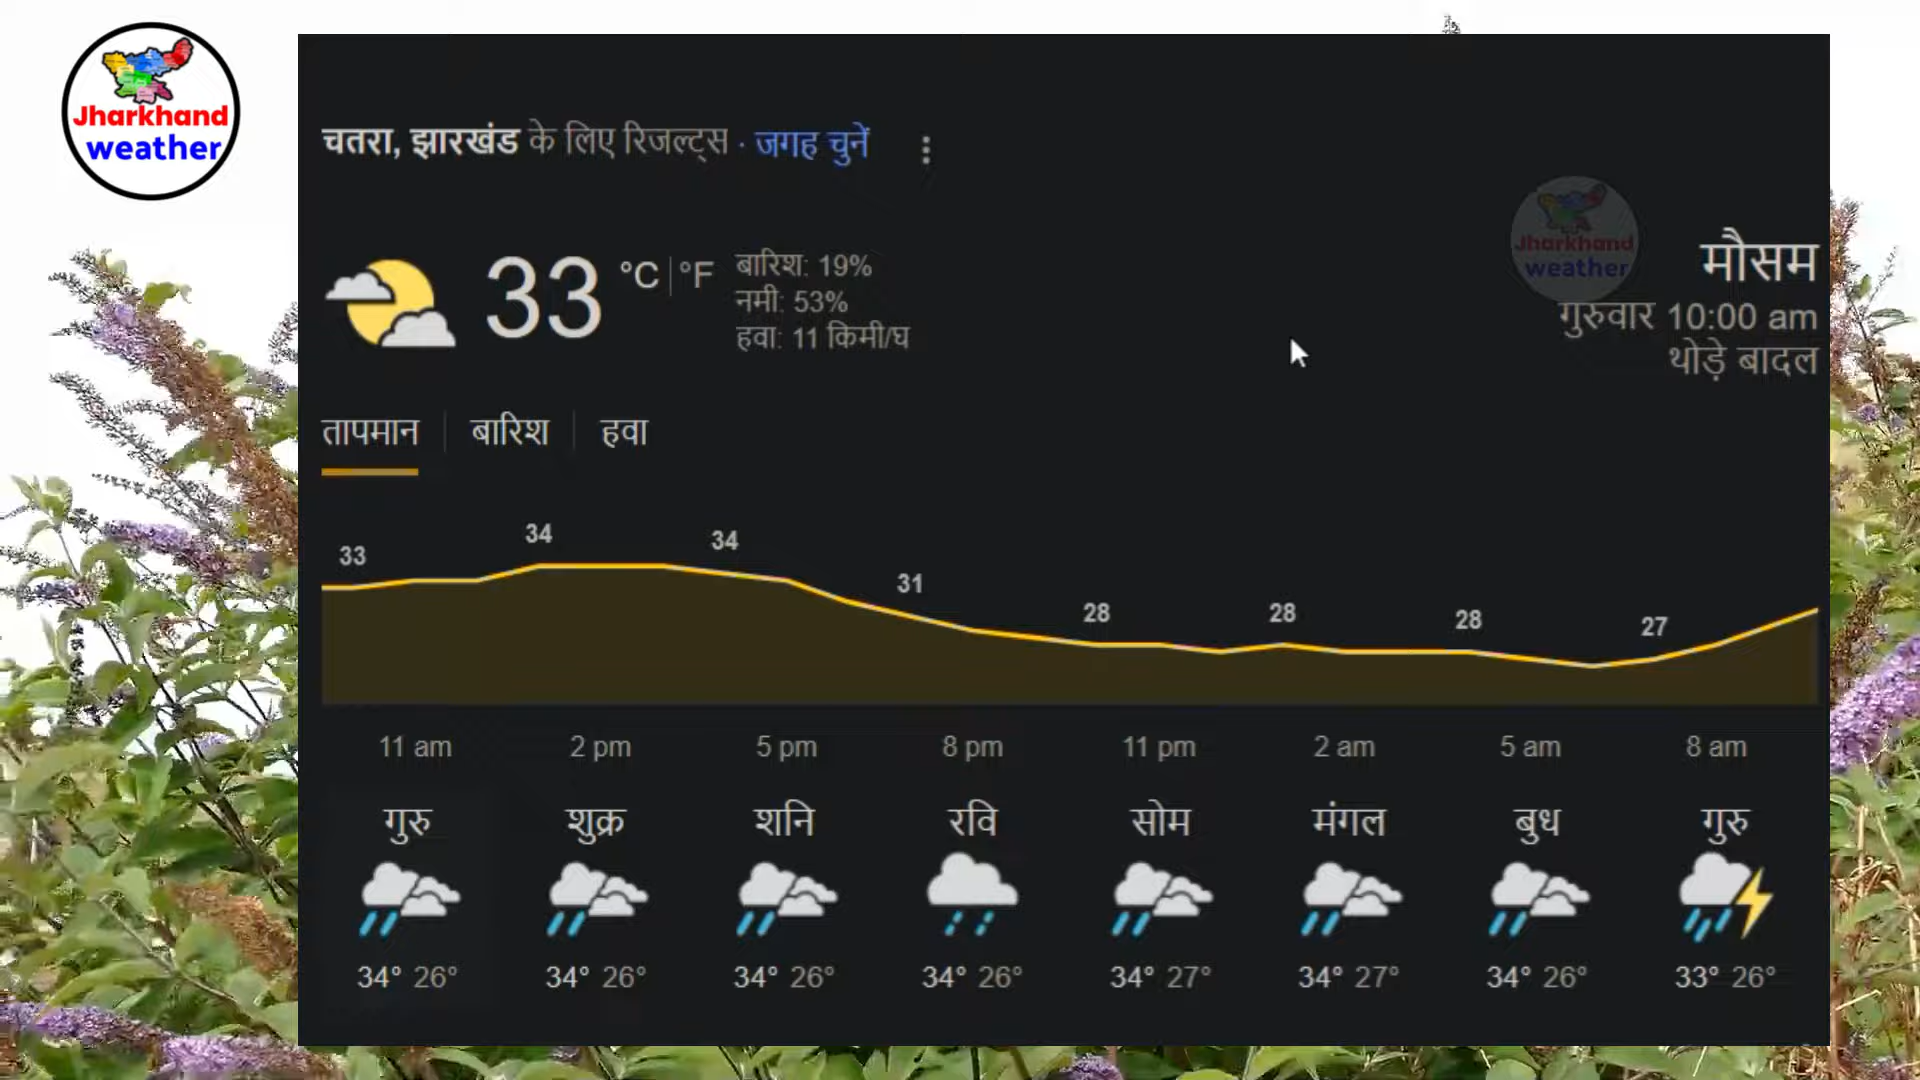 Jharkhand
weather
चतरा, झारखंड के लिए रिजल्ट्स · जगह चुनें
33 °C | °F
बारिश: 19%
नमी: 53%
हवा: 11 किमी/घ
Jharkhand
weather
मौसम
गुरुवार 10:00 am
थोड़े बादल
तापमान बारिश हवा
33 34 34 31 28 28 28 27
11 am 2 pm 5 pm 8 pm 11 pm 2 am 5 am 8 am
गुरु शुक्र शनि रवि सोम मंगल बुध गुरु
34° 26° 34° 26° 34° 26° 34° 26° 34° 27° 34° 27° 34° 26° 33° 26°